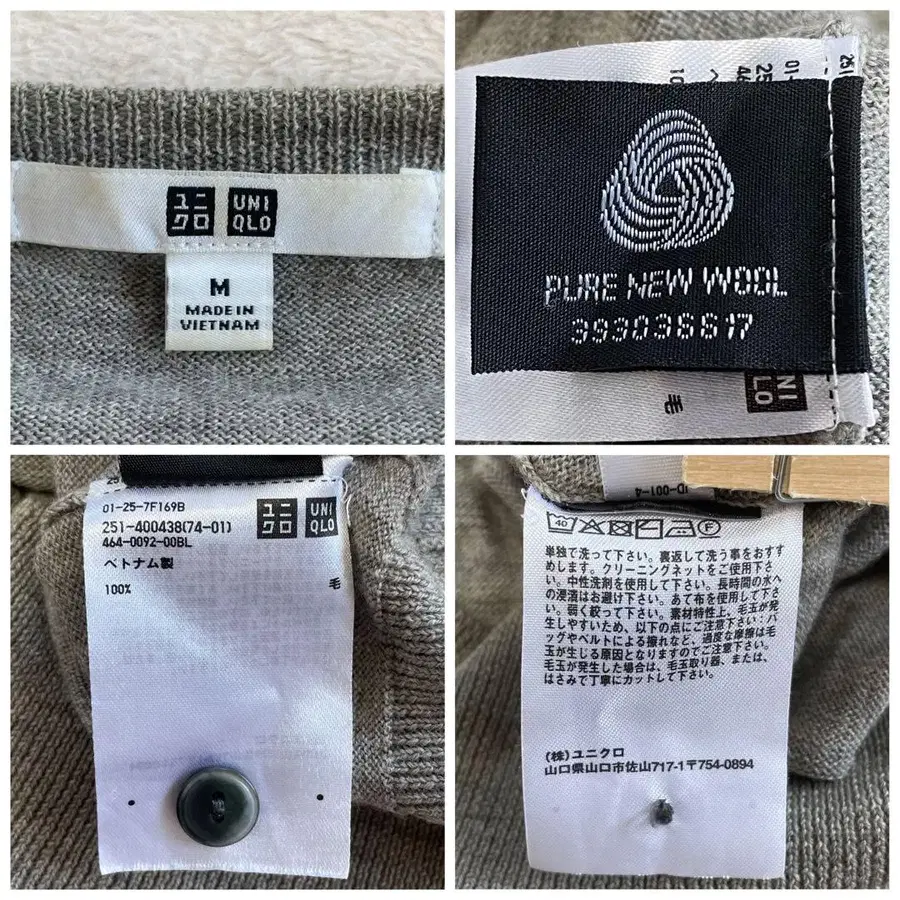 ユニ
クロ
UNI
QLO
M
MADE IN
VIETNAM
PURE NEW WOOL
393036617
毛
01-25-7F169B
251-400438(74-01)
464-0092-00BL
ベトナム製
100% 毛
ユニ
クロ
UNI
QLO
ID-001-4
40
F
単独で洗って下さい。裏返して洗う事をおすす
めします。クリーニングネットをご使用下さ
い。中性洗剤を使用して下さい。長時間の水へ
の浸漬はお避け下さい。あて布を使用して下さ
い。弱く絞って下さい。素材特性上、毛玉が発
生しやすいため、以下の点にご注意下さい:バ
ッグやベルトによる擦れなど、過度な摩擦は毛
玉が生じる原因となりますのでご注意下さい。
毛玉が発生した場合は、毛玉取り器、または、
はさみで丁寧にカットして下さい。
(株)ユニクロ
山口県山口市佐山717-1〒754-0894